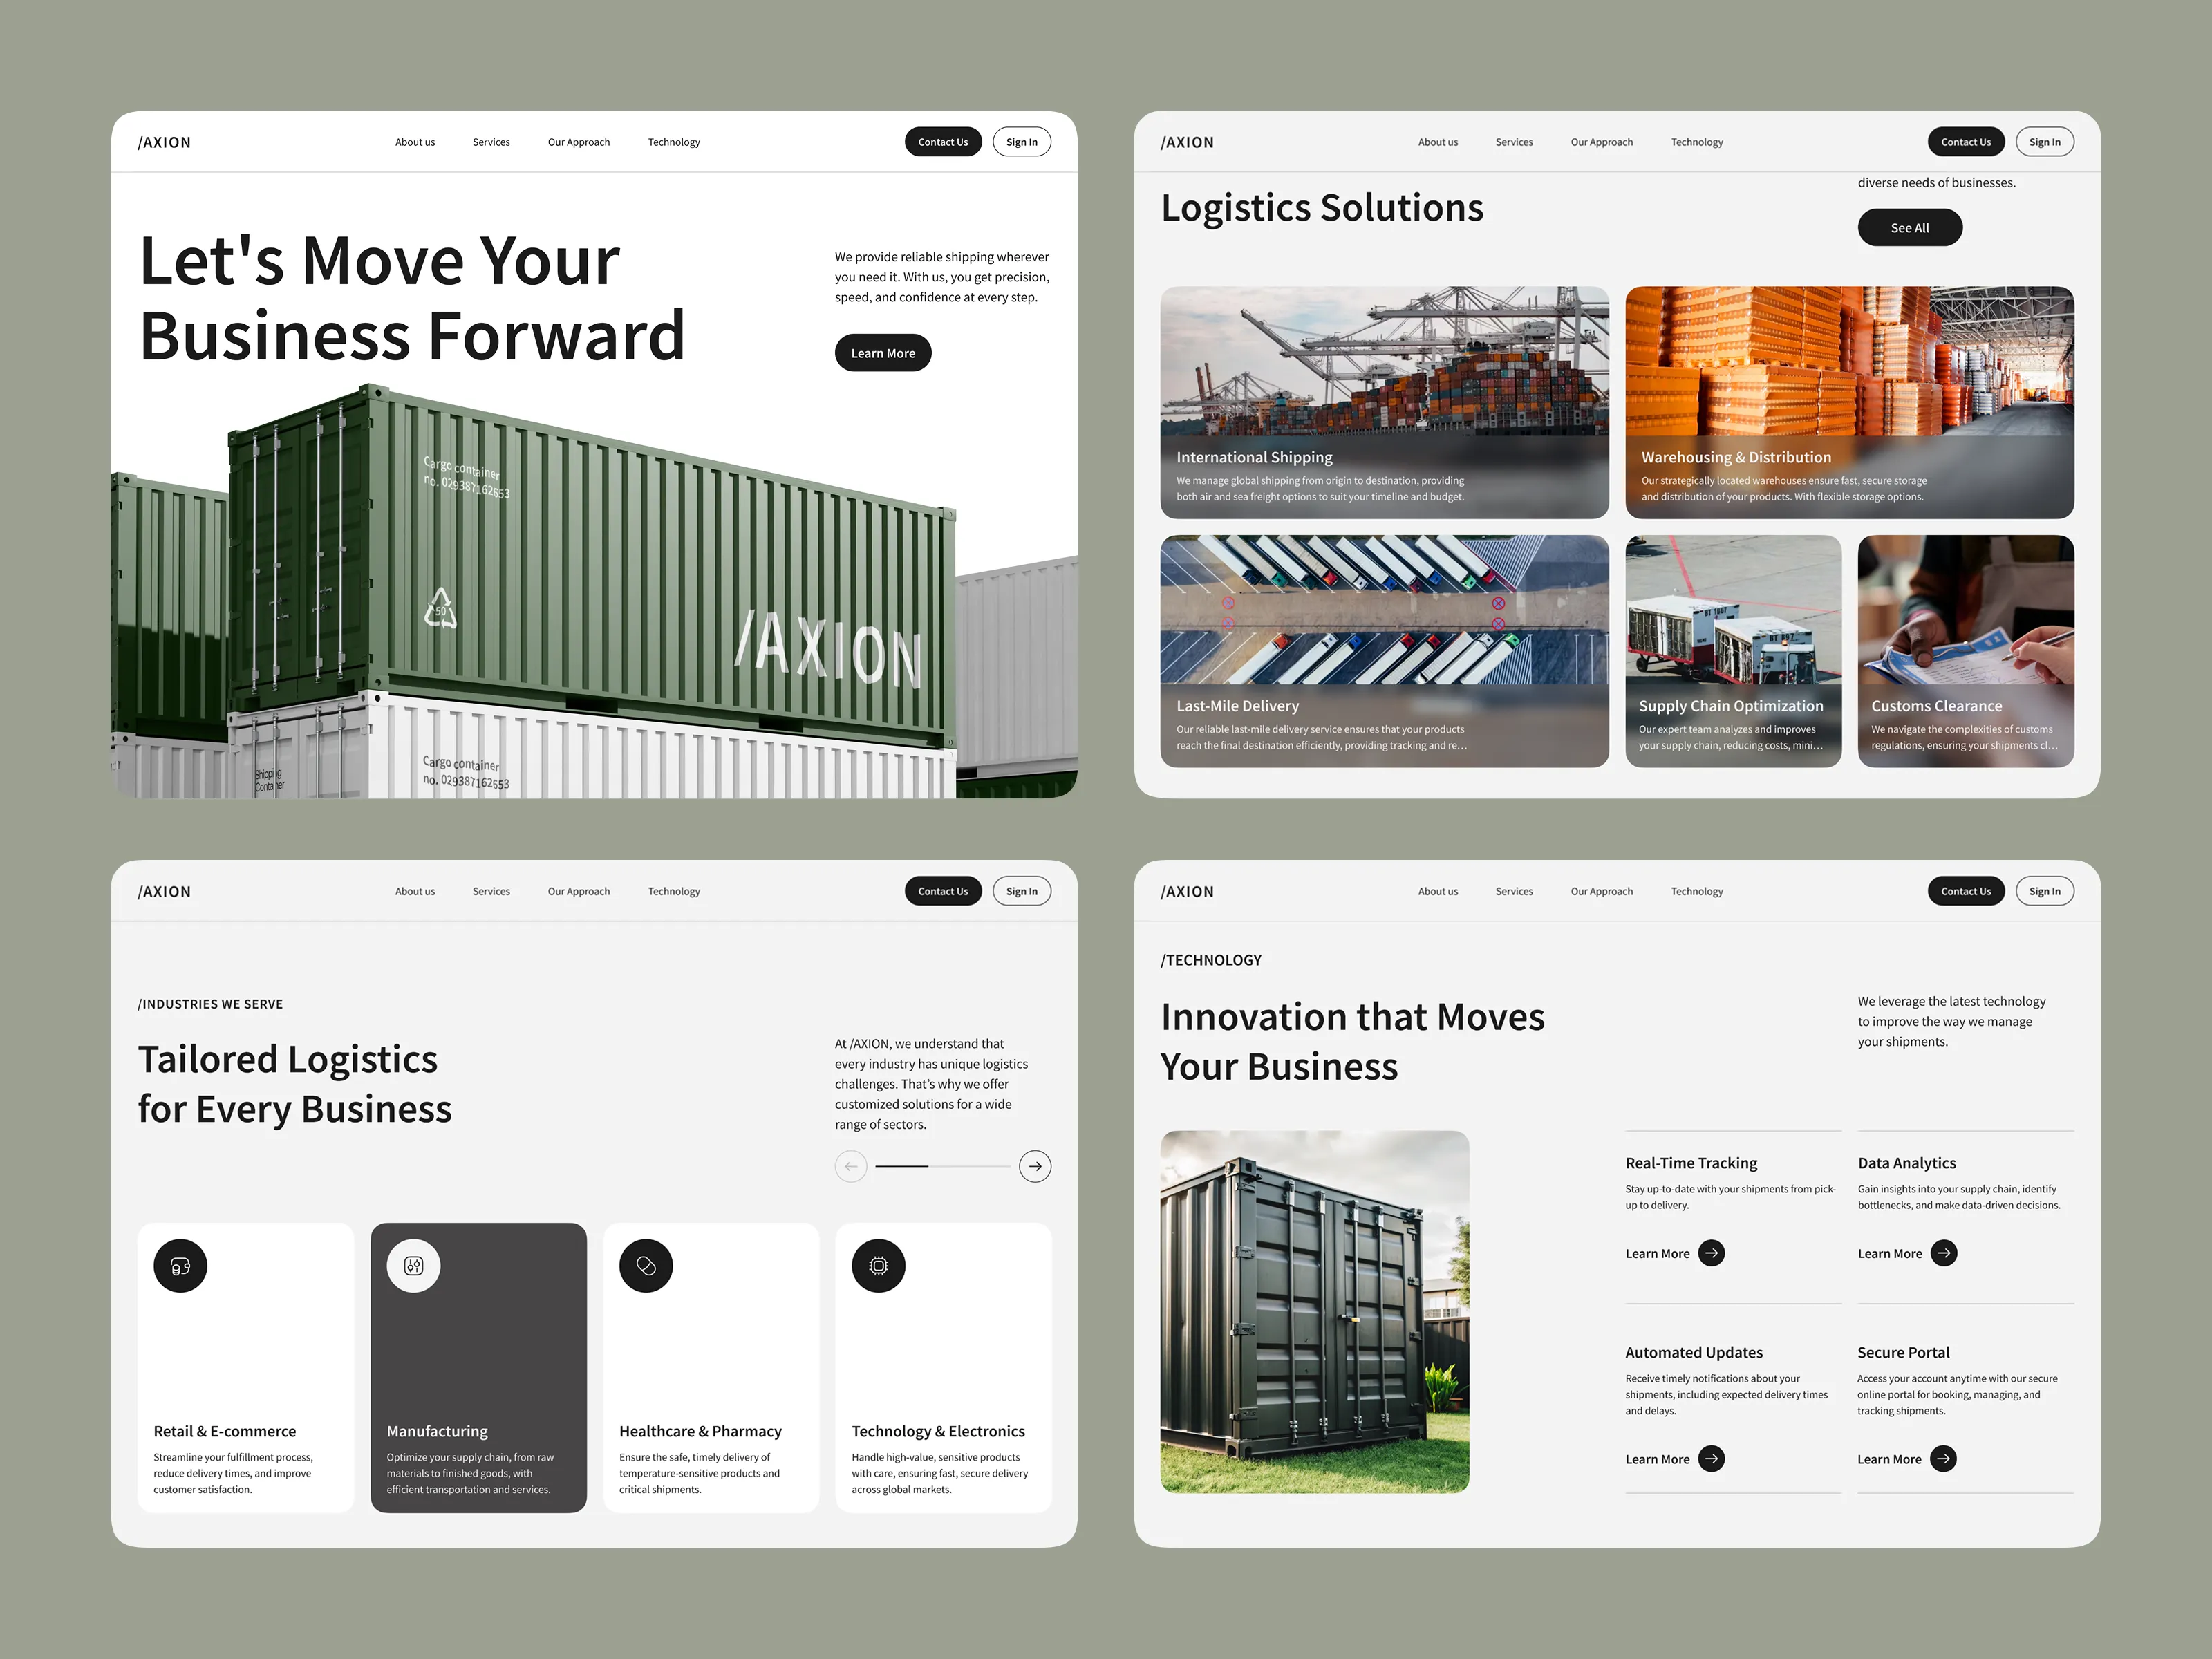 /AXION
About us
Services
Our Approach
Technology
Contact Us
Sign In
Let's Move Your
Business Forward
We provide reliable shipping wherever
you need it. With us, you get precision,
speed, and confidence at every step.
Learn More
Cargo container
no. 029387162653
50
/AXION
Shipping
Container
Cargo container
no. 029387162653
/AXION
About us
Services
Our Approach
Technology
Contact Us
Sign In
Logistics Solutions
diverse needs of businesses.
See All
International Shipping
We manage global shipping from origin to destination, providing
both air and sea freight options to suit your timeline and budget.
Warehousing & Distribution
Our strategically located warehouses ensure fast, secure storage
and distribution of your products. With flexible storage options.
Last-Mile Delivery
Our reliable last-mile delivery service ensures that your products
reach the final destination efficiently, providing tracking and re...
BT 1007
BT 897
Supply Chain Optimization
Our expert team analyzes and improves
your supply chain, reducing costs, mini...
Customs Clearance
We navigate the complexities of customs
regulations, ensuring your shipments cl...
/AXION
About us
Services
Our Approach
Technology
Contact Us
Sign In
/INDUSTRIES WE SERVE
Tailored Logistics
for Every Business
At /AXION, we understand that
every industry has unique logistics
challenges. That’s why we offer
customized solutions for a wide
range of sectors.
Retail & E-commerce
Streamline your fulfillment process,
reduce delivery times, and improve
customer satisfaction.
Manufacturing
Optimize your supply chain, from raw
materials to finished goods, with
efficient transportation and services.
Healthcare & Pharmacy
Ensure the safe, timely delivery of
temperature-sensitive products and
critical shipments.
Technology & Electronics
Handle high-value, sensitive products
with care, ensuring fast, secure delivery
across global markets.
/AXION
About us
Services
Our Approach
Technology
Contact Us
Sign In
/TECHNOLOGY
Innovation that Moves
Your Business
We leverage the latest technology
to improve the way we manage
your shipments.
Real-Time Tracking
Stay up-to-date with your shipments from pick-
up to delivery.
Learn More
Data Analytics
Gain insights into your supply chain, identify
bottlenecks, and make data-driven decisions.
Learn More
Automated Updates
Receive timely notifications about your
shipments, including expected delivery times
and delays.
Learn More
Secure Portal
Access your account anytime with our secure
online portal for booking, managing, and
tracking shipments.
Learn More